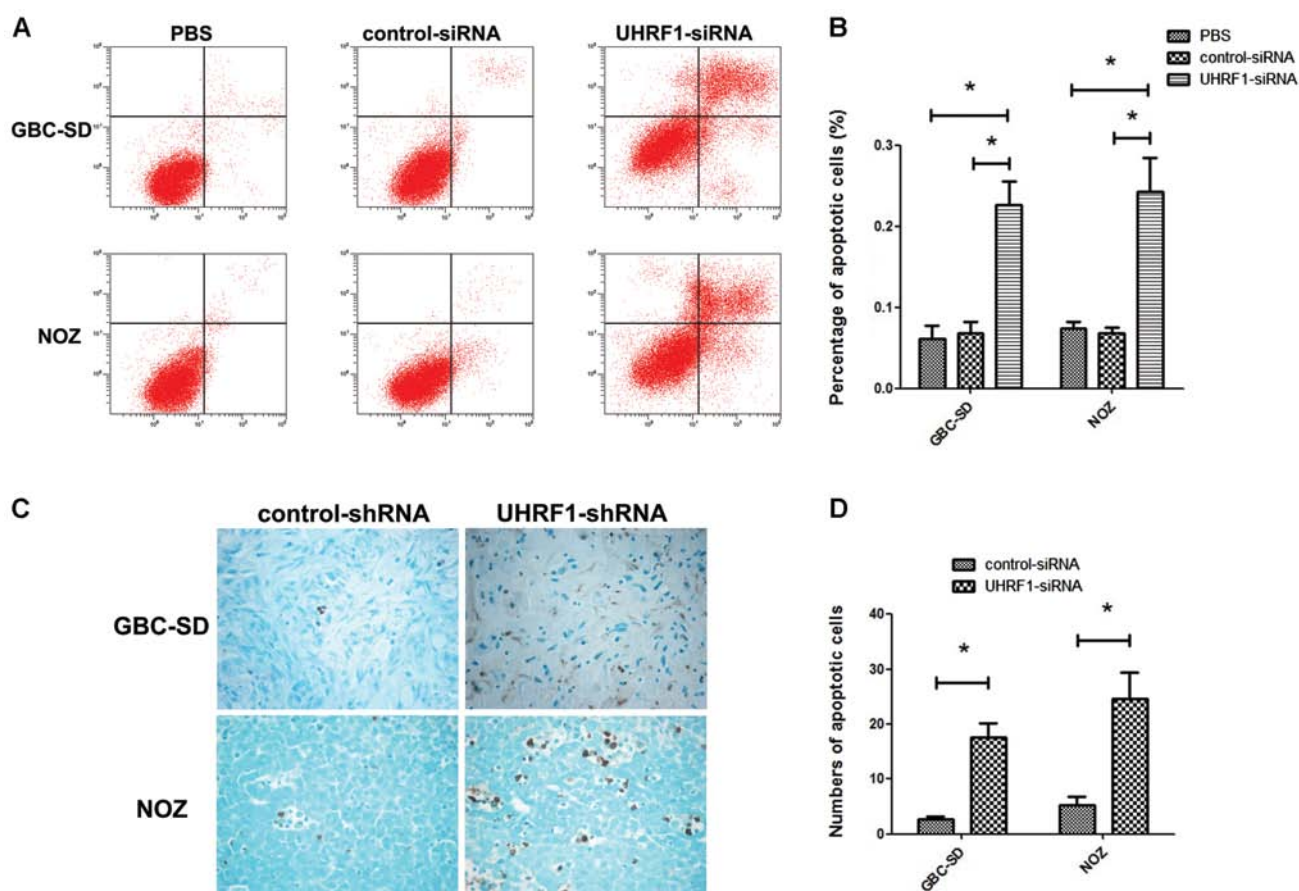 A
PBS
control-siRNA
UHRF1-siRNA
GBC-SD
NOZ
B
PBS
control-siRNA
UHRF1-siRNA
*
*
*
*
Percentage of apoptotic cells (%)
0.3
0.2
0.1
0.0
GBC-SD
NOZ
C
control-shRNA
UHRF1-shRNA
GBC-SD
NOZ
D
control-siRNA
UHRF1-siRNA
*
*
Numbers of apoptotic cells
40
30
20
10
0
GBC-SD
NOZ